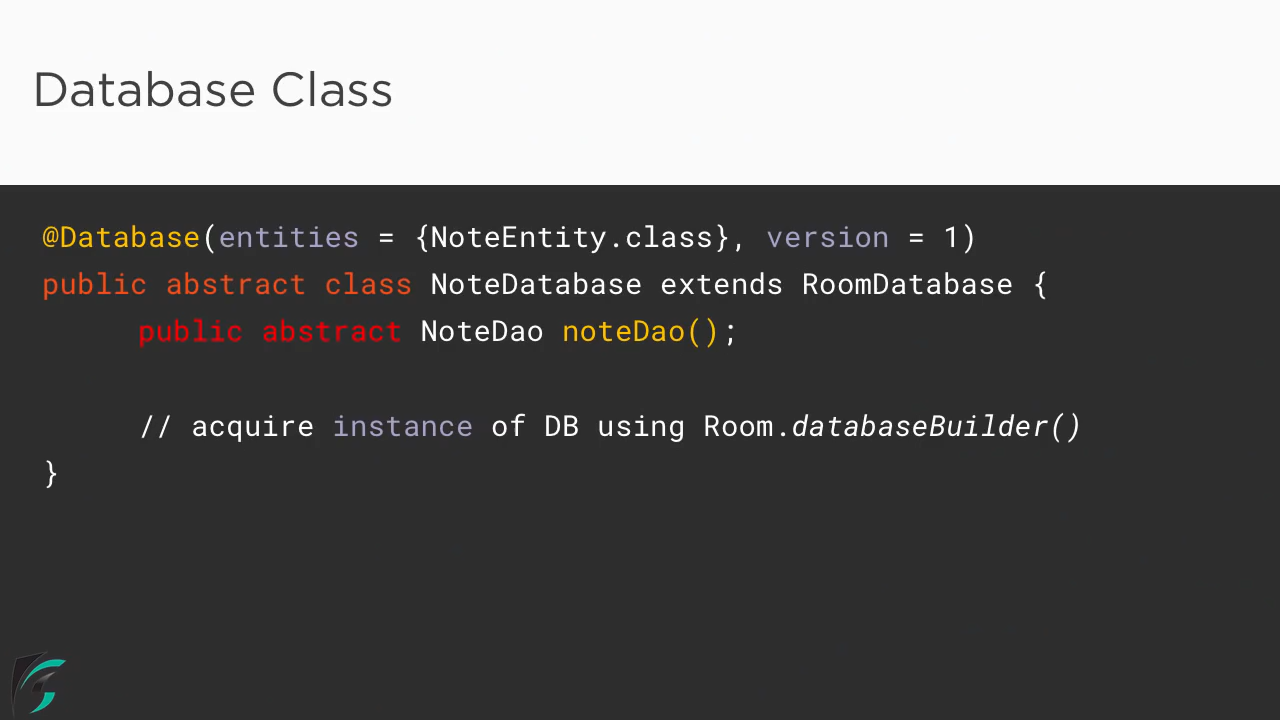 Database Class
@Database(entities = {NoteEntity.class}, version = 1)
public abstract class NoteDatabase extends RoomDatabase {
public abstract NoteDao noteDao();
// acquire instance of DB using Room.databaseBuilder()
}